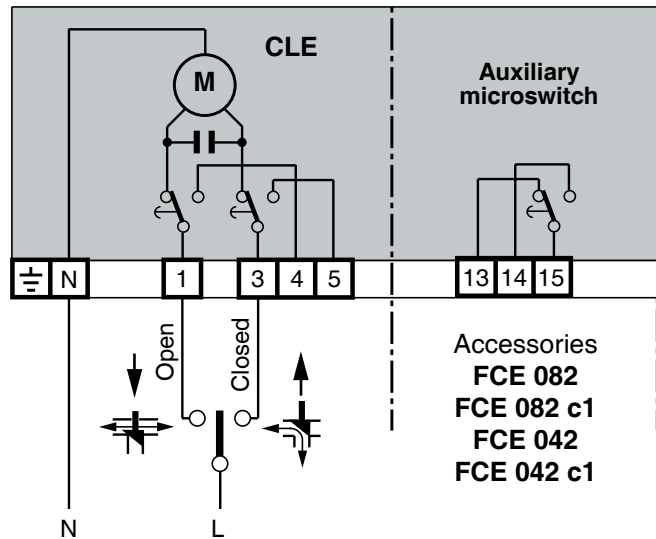 CLE
M
Auxiliary
microswitch
N
1
3
4
5
13
14
15
Open
Closed
Accessories
FCE 082
FCE 082 c1
FCE 042
FCE 042 c1
N
L